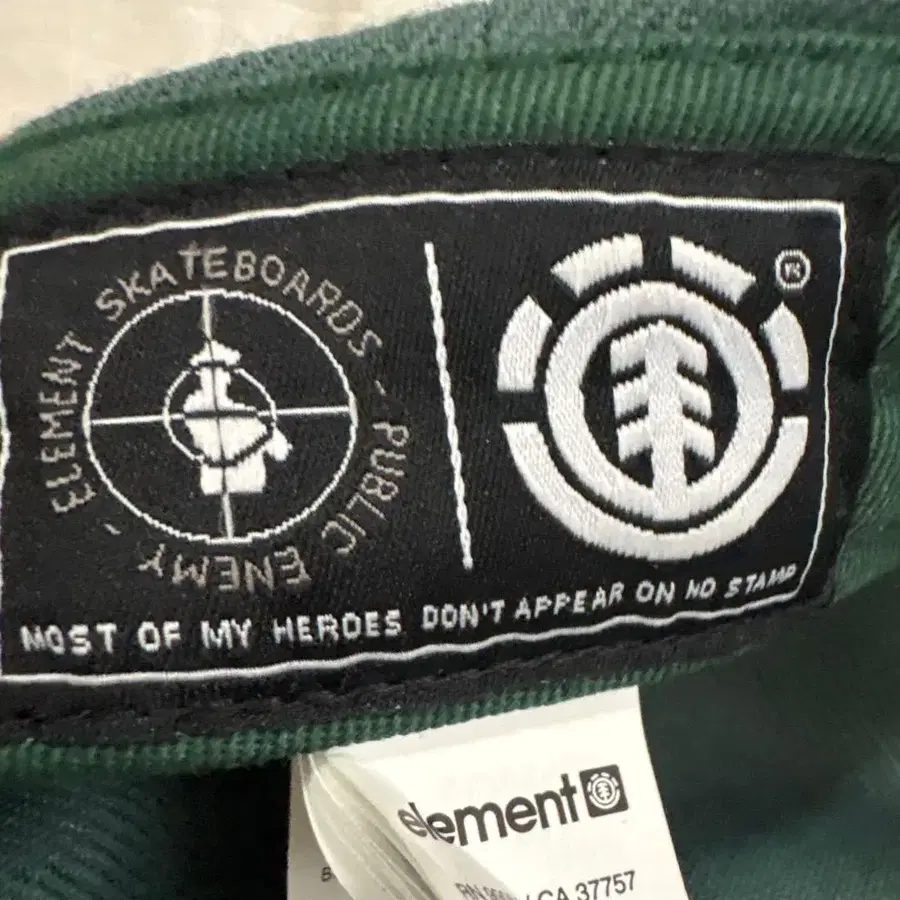 ELEMENT SKATEBOARDS - PUBLIC ENEMY -
®
MOST OF MY HEROES DON'T APPEAR ON NO STAMP
element
CA 37757